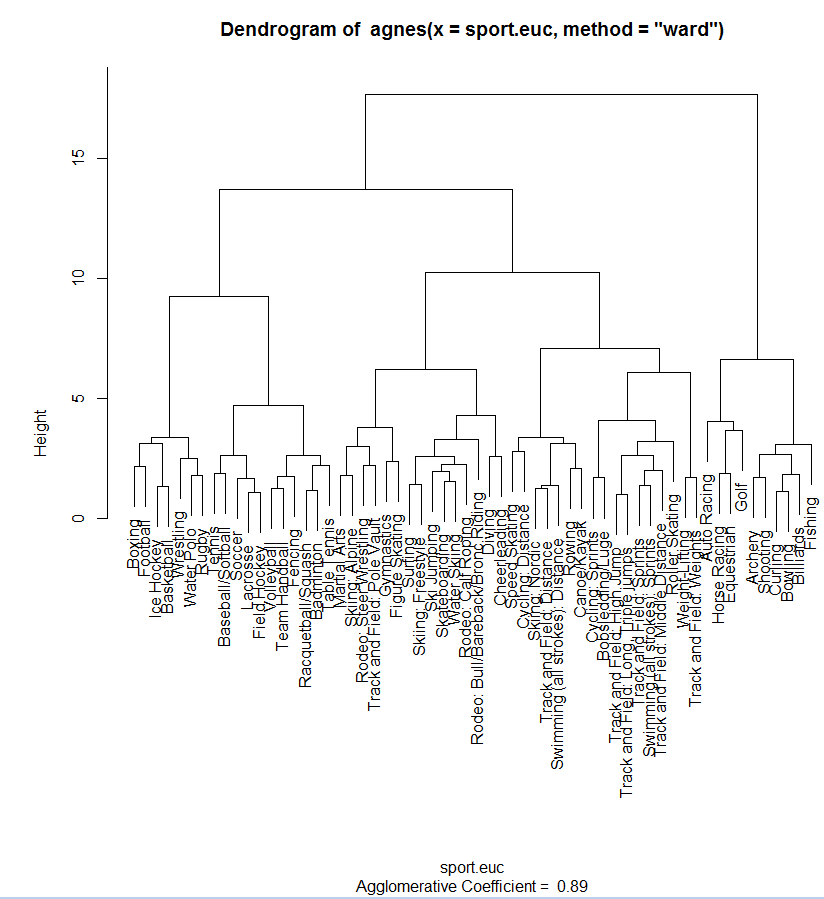 Dendrogram of agnes(x = sport.euc, method = "ward")
Height
15
10
5
0
Boxing
Football
Ice Hockey
Basketball
Wrestling
Water Polo
Rugby
Tennis
Baseball/Softball
Soccer
Lacrosse
Field Hockey
Volleyball
Team Handball
Fencing
Racquetball/Squash
Badminton
Table Tennis
Martial Arts
Skiing: Alpine
Rodeo: Steer Wrestling
Track and Field: Pole Vault
Gymnastics
Figure Skating
Surfing
Skiing: Freestyle
Ski Jumping
Skateboarding
Water Skiing
Rodeo: Calf Roping
Rodeo: Bull/Bareback/Bronc Riding
Diving
Cheerleading
Speed Skating
Cycling: Distance
Skiing: Nordic
Track and Field: Distance
Swimming (all strokes): Distance
Rowing
Canoe/Kayak
Cycling: Sprints
Bobsledding/Luge
Track and Field: High Jump
Track and Field: Long, Triple jumps
Track and Field: Sprints
Swimming (all strokes): Sprints
Track and Field: Middle Distance
Roller Skating
Weight-Lifting
Track and Field: Weights
Auto Racing
Horse Racing
Equestrian
Golf
Archery
Shooting
Curling
Bowling
Billiards
Fishing
sport.euc
Agglomerative Coefficient = 0.89